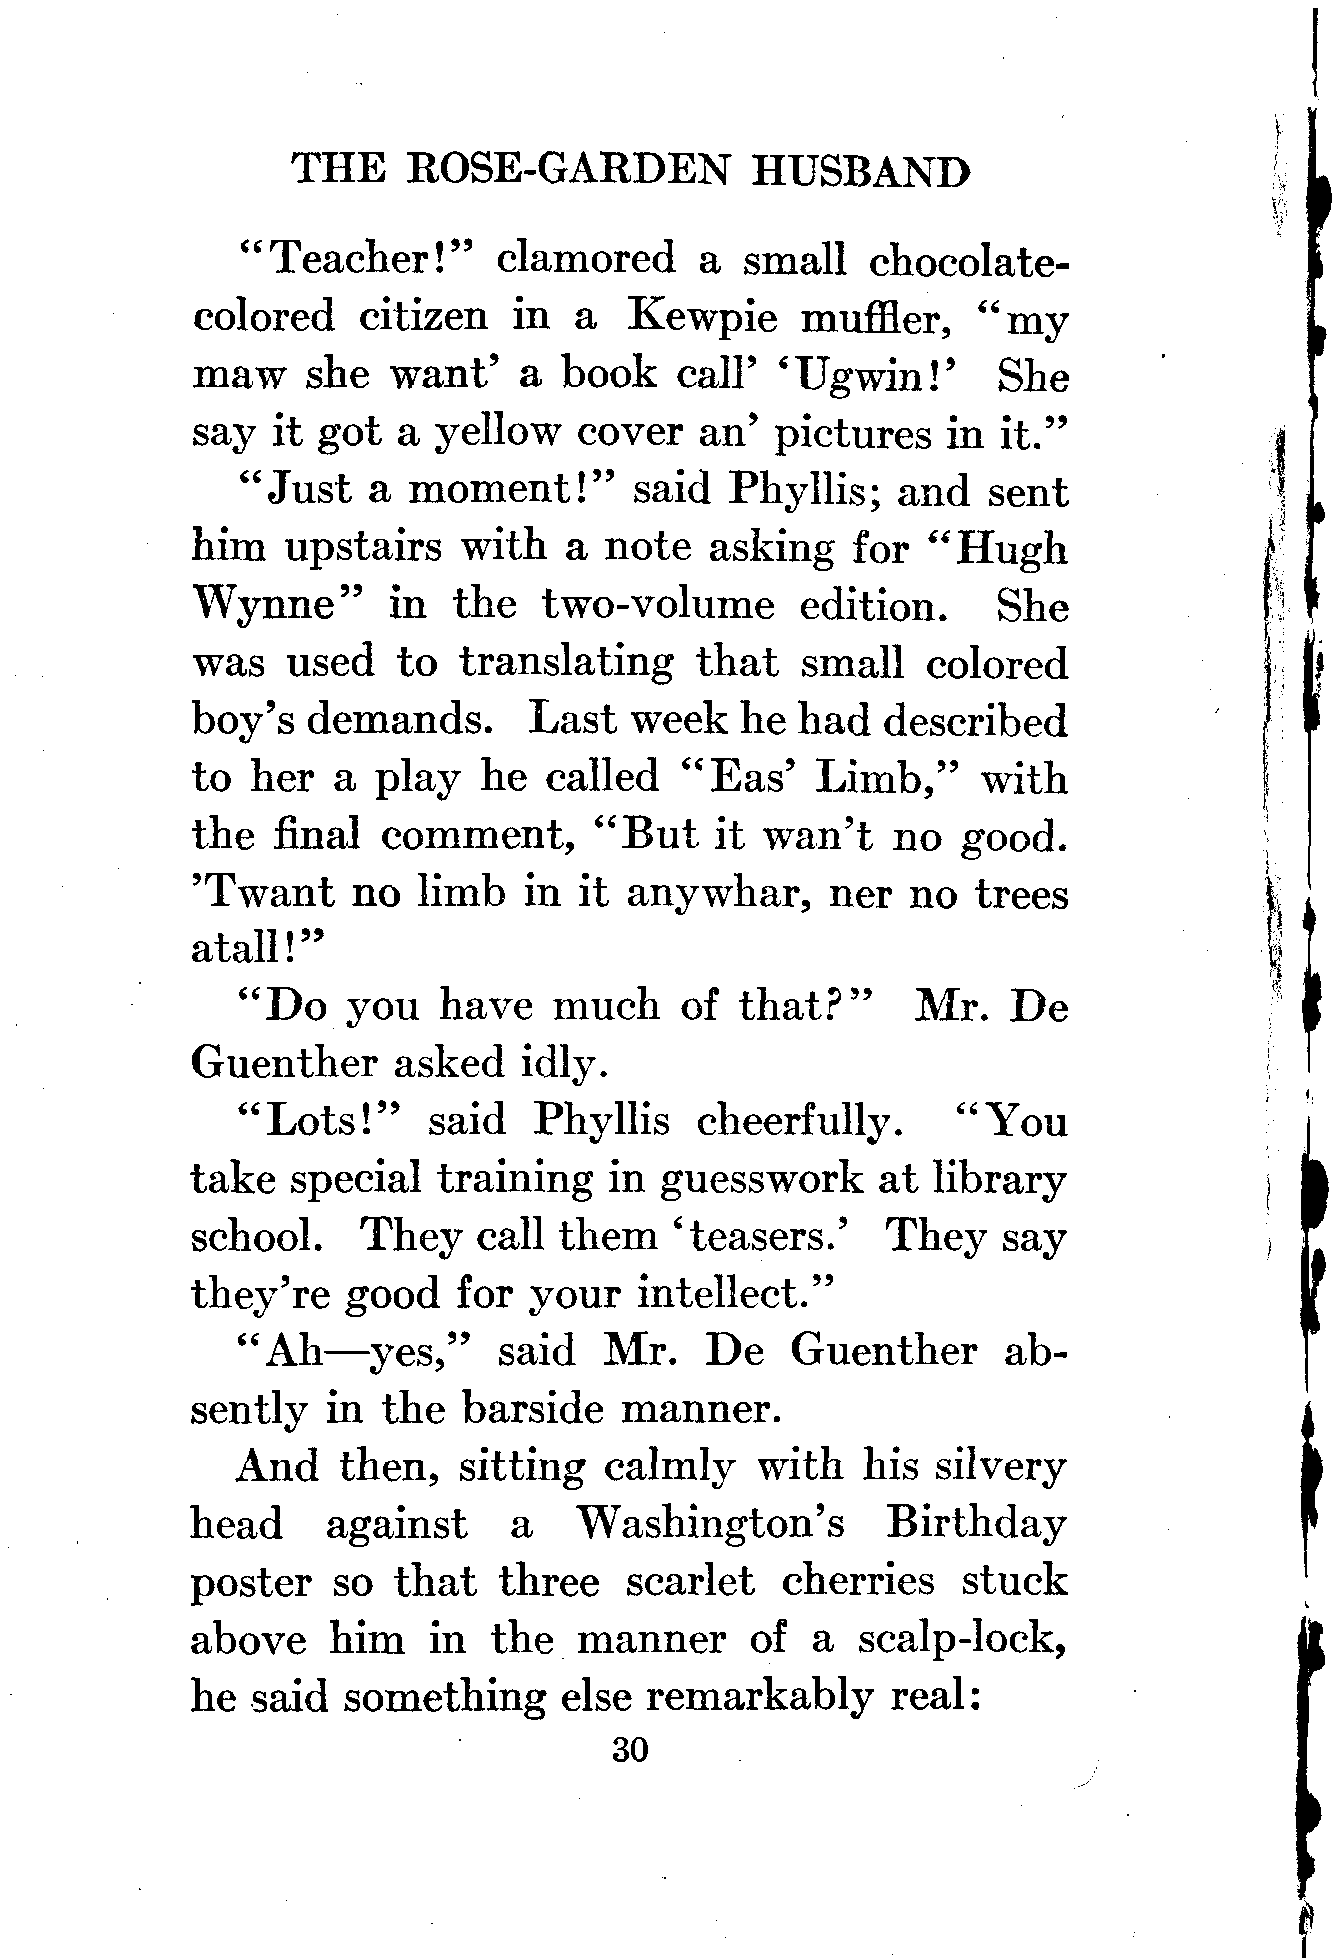 THE ROSE-GARDEN HUSBAND
“Teacher!” clamored a small chocolate-
colored citizen in a Kewpie muffler, “my
maw she want’ a book call’ ‘Ugwin!’ She
say it got a yellow cover an’ pictures in it.”
“Just a moment!” said Phyllis; and sent
him upstairs with a note asking for “Hugh
Wynne” in the two-volume edition. She
was used to translating that small colored
boy’s demands. Last week he had described
to her a play he called “Eas’ Limb,” with
the final comment, “But it wan’t no good.
’Twant no limb in it anywhar, ner no trees
atall!”
“Do you have much of that?” Mr. De
Guenther asked idly.
“Lots!” said Phyllis cheerfully. “You
take special training in guesswork at library
school. They call them ‘teasers.’ They say
they’re good for your intellect.”
“Ah—yes,” said Mr. De Guenther ab-
sently in the barside manner.
And then, sitting calmly with his silvery
head against a Washington’s Birthday
poster so that three scarlet cherries stuck
above him in the manner of a scalp-lock,
he said something else remarkably real:
30